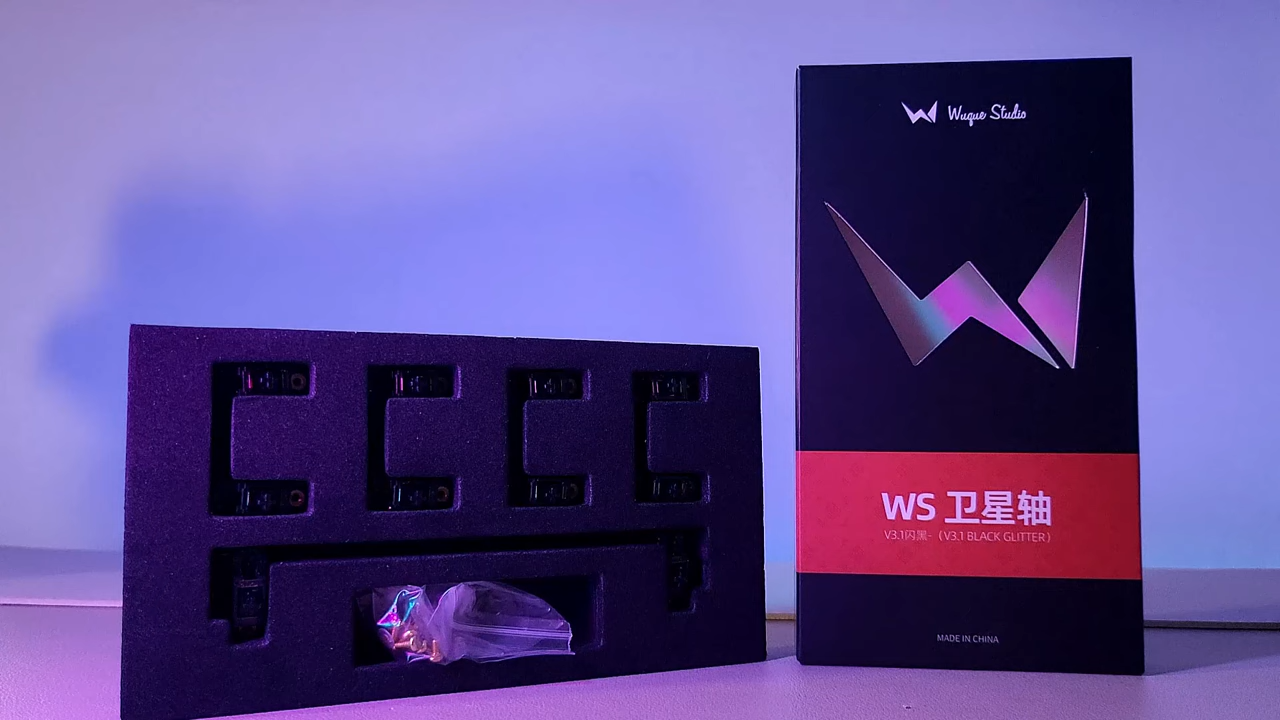 Wuque Studio
WS 卫星轴
V3.1闪黑-（V3.1 BLACK GLITTER）
MADE IN CHINA